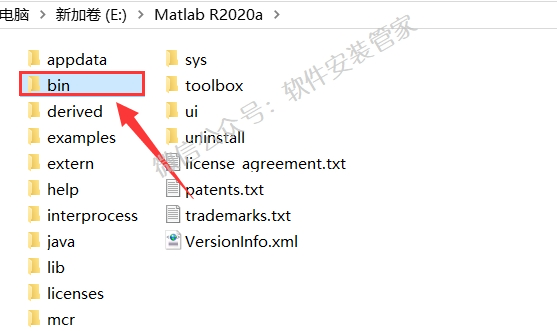 电脑 › 新加卷 (E:) › Matlab R2020a ›
appdata
bin
derived
examples
extern
help
interprocess
java
lib
licenses
mcr
sys
toolbox
ui
uninstall
license_agreement.txt
patents.txt
trademarks.txt
VersionInfo.xml
微信公众号：软件安装管家